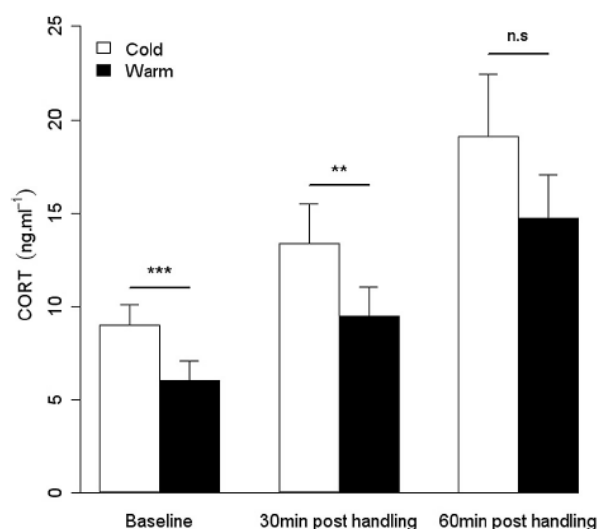 25
20
15
10
5
0
CORT (ng.ml⁻¹)
Cold
Warm
***
**
n.s
Baseline
30min post handling
60min post handling